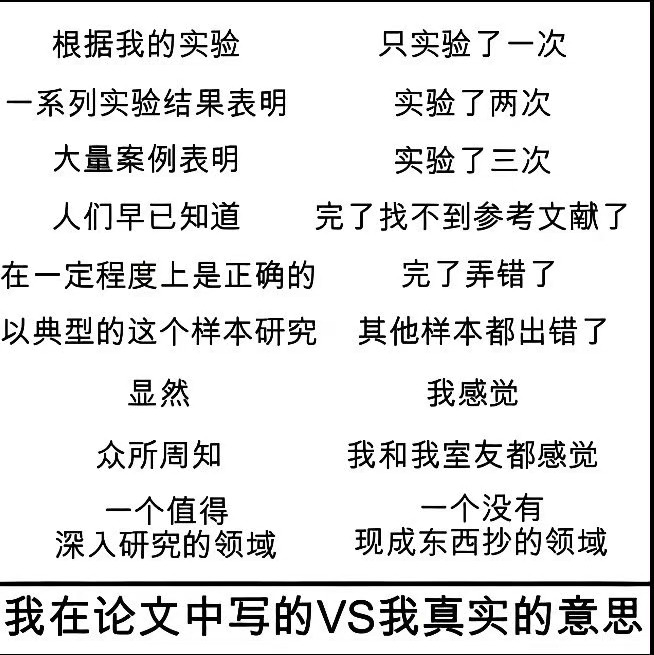 根据我的实验 只实验了一次
一系列实验结果表明 实验了两次
大量案例表明 实验了三次
人们早已知道 完了找不到参考文献了
在一定程度上是正确的 完了弄错了
以典型的这个样本研究 其他样本都出错了
显然 我感觉
众所周知 我和我室友都感觉
一个值得 一个没有
深入研究的领域 现成东西抄的领域
我在论文中写的VS我真实的意思